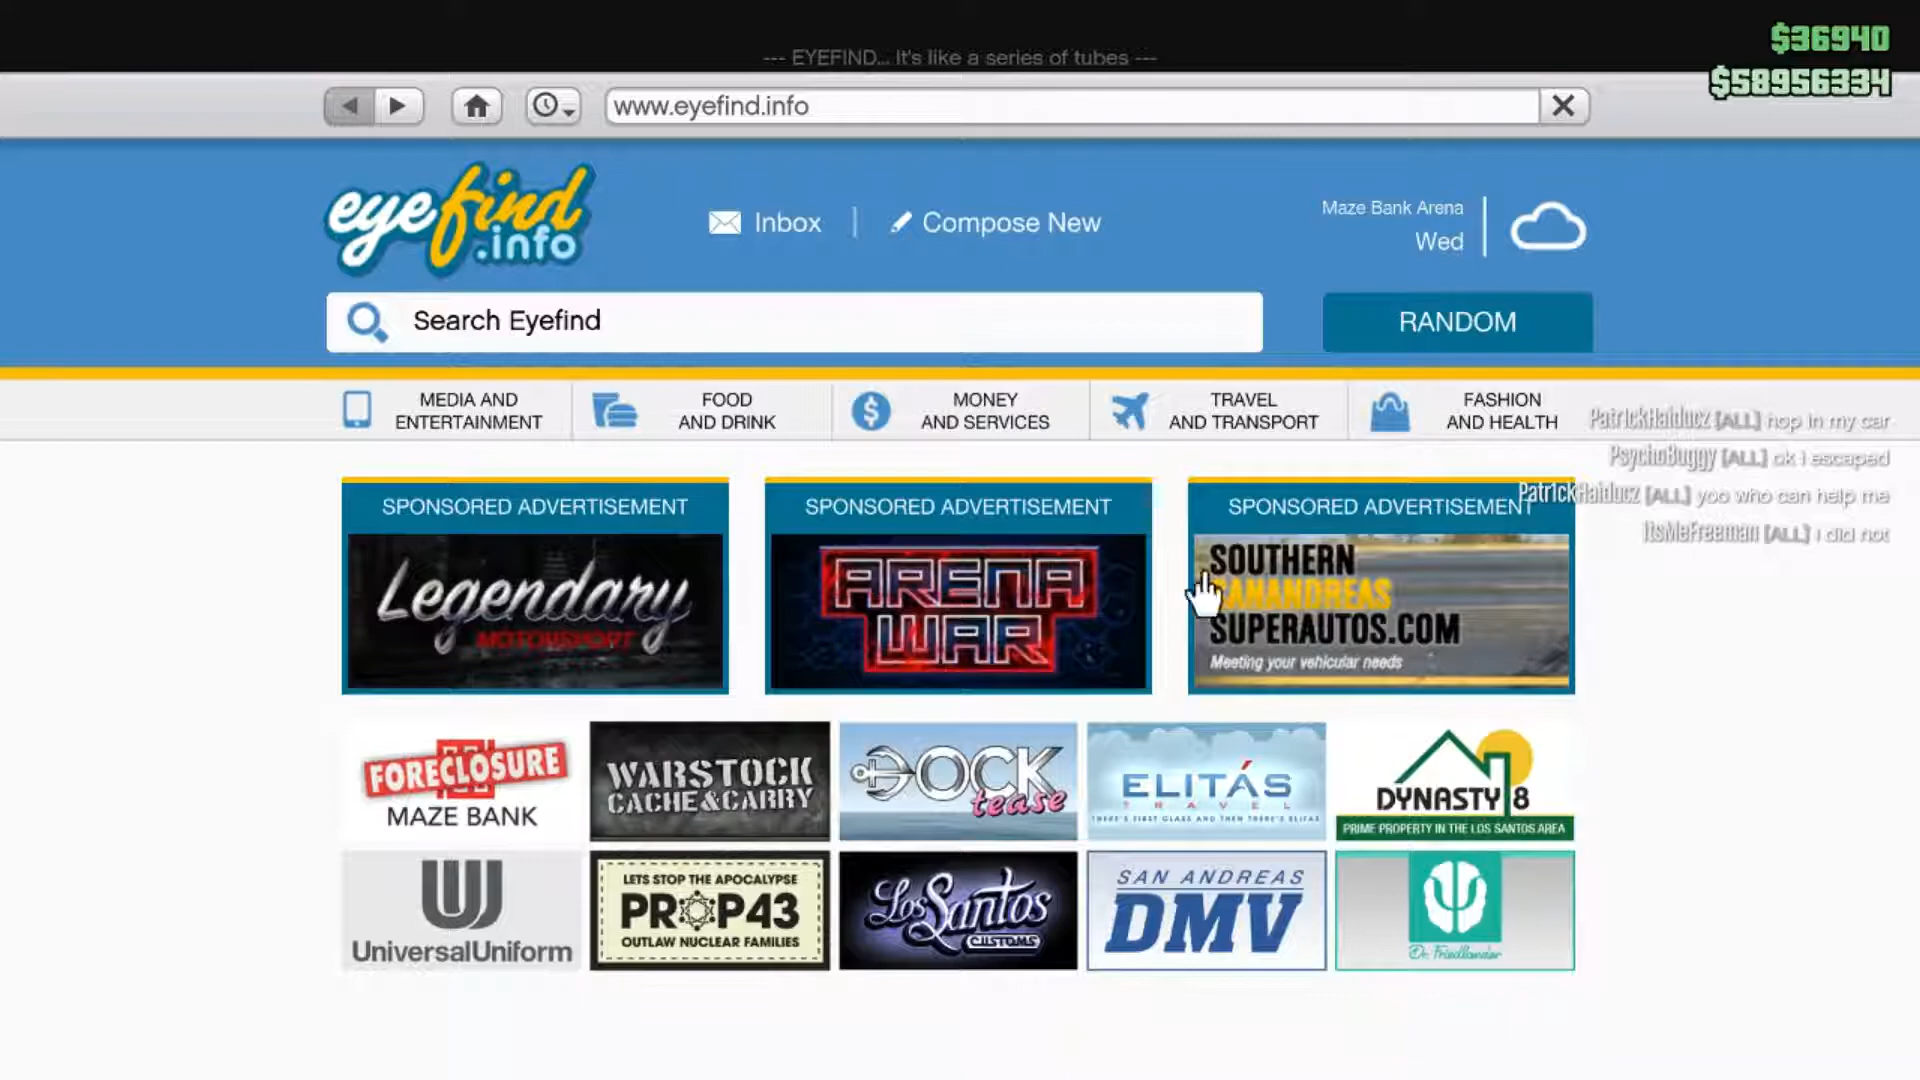 $36940
--- EYEFIND... It's like a series of tubes ---
$58956334
www.eyefind.info
eyefind
.info
Inbox
Compose New
Maze Bank Arena
Wed
Search Eyefind
RANDOM
MEDIA AND
ENTERTAINMENT
FOOD
AND DRINK
MONEY
AND SERVICES
TRAVEL
AND TRANSPORT
FASHION
AND HEALTH
Patr1ckHaiducz [ALL] hop in my car
PsychoBuggy [ALL] ok i escaped
Patr1ckHaiducz [ALL] yoo who can help me
ItsMeFreeman [ALL] i did not
SPONSORED ADVERTISEMENT
Legendary
MOTORSPORT
SPONSORED ADVERTISEMENT
ARENA
WAR
SPONSORED ADVERTISEMENT
SOUTHERN
SANANDREAS
SUPERAUTOS.COM
Meeting your vehicular needs
FORECLOSURE
MAZE BANK
WARSTOCK
CACHE&CARRY
DOCK
tease
ELITÁS
TRAVEL
THERE'S FIRST CLASS AND THEN THERE'S ELITAS
DYNASTY 8
PRIME PROPERTY IN THE LOS SANTOS AREA
UniversalUniform
LETS STOP THE APOCALYPSE
PROP43
OUTLAW NUCLEAR FAMILIES
Los Santos
CUSTOMS
SAN ANDREAS
DMV
Dr. Friedlander